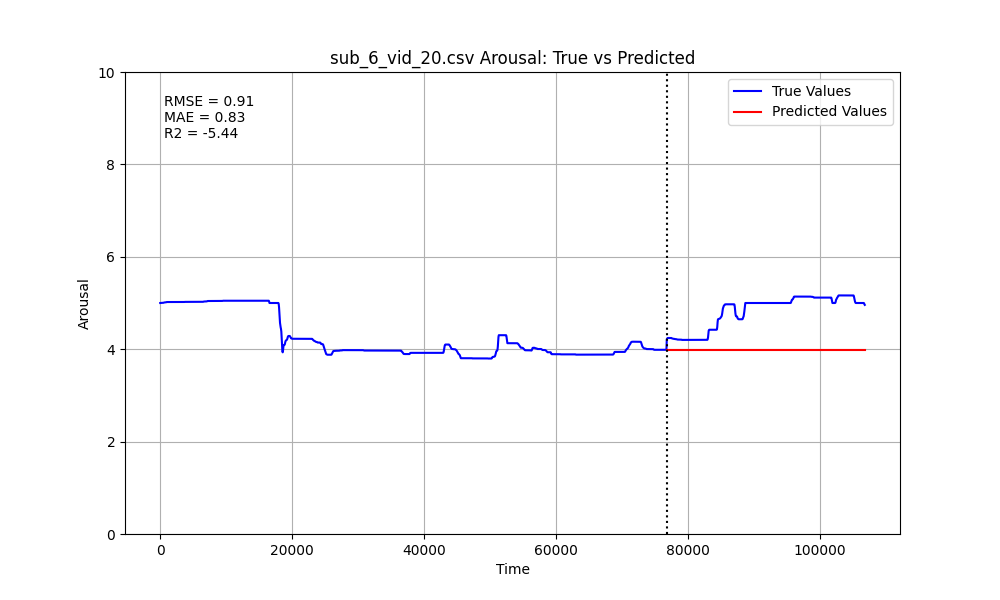 sub_6_vid_20.csv Arousal: True vs Predicted
RMSE = 0.91
MAE = 0.83
R2 = -5.44
True Values
Predicted Values
10
8
6
4
2
0
Arousal
0 20000 40000 60000 80000 100000
Time